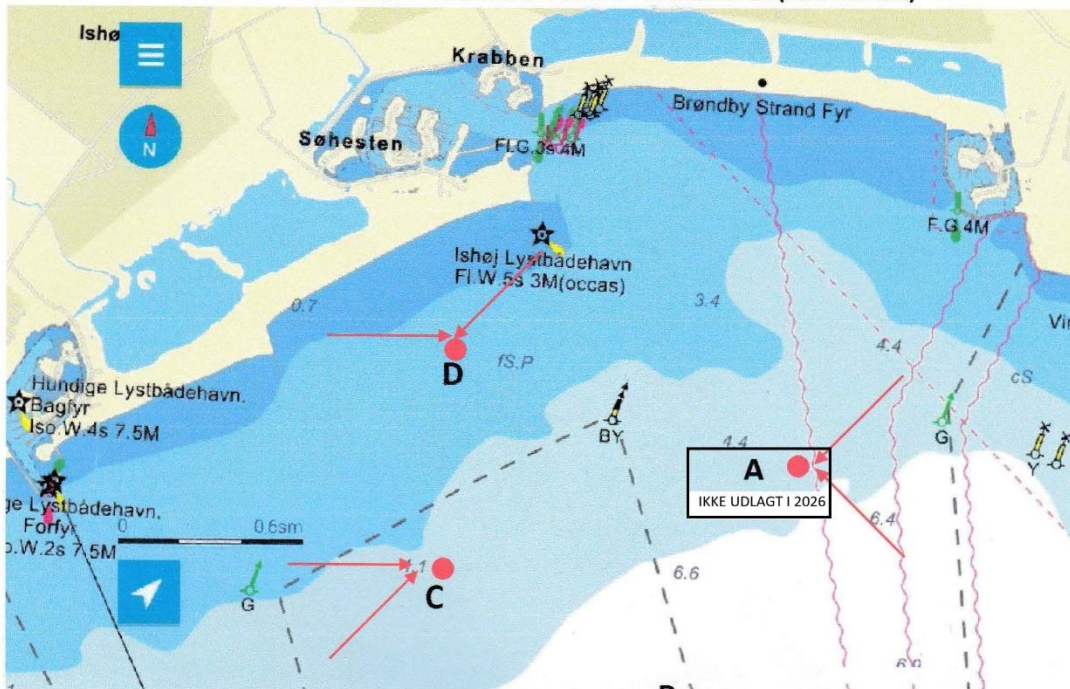 Ishø
Krabben
Brøndby Strand Fyr
Søhesten
Fl.G.3s 4M
F.G 4M
Ishøj Lystbådehavn
Fl.W.5s 3M(occas)
0.7
3.4
4.4
D
fS.P
cS
Hundige Lystbådehavn.
Bagfyr
Iso.W.4s 7.5M
BY
G
4.4
A
IKKE UDLAGT I 2026
Y
ge Lystbådehavn.
Forfyr
o.W.2s 7.5M
0
0.6sm
6.4
G
C
6.6
N